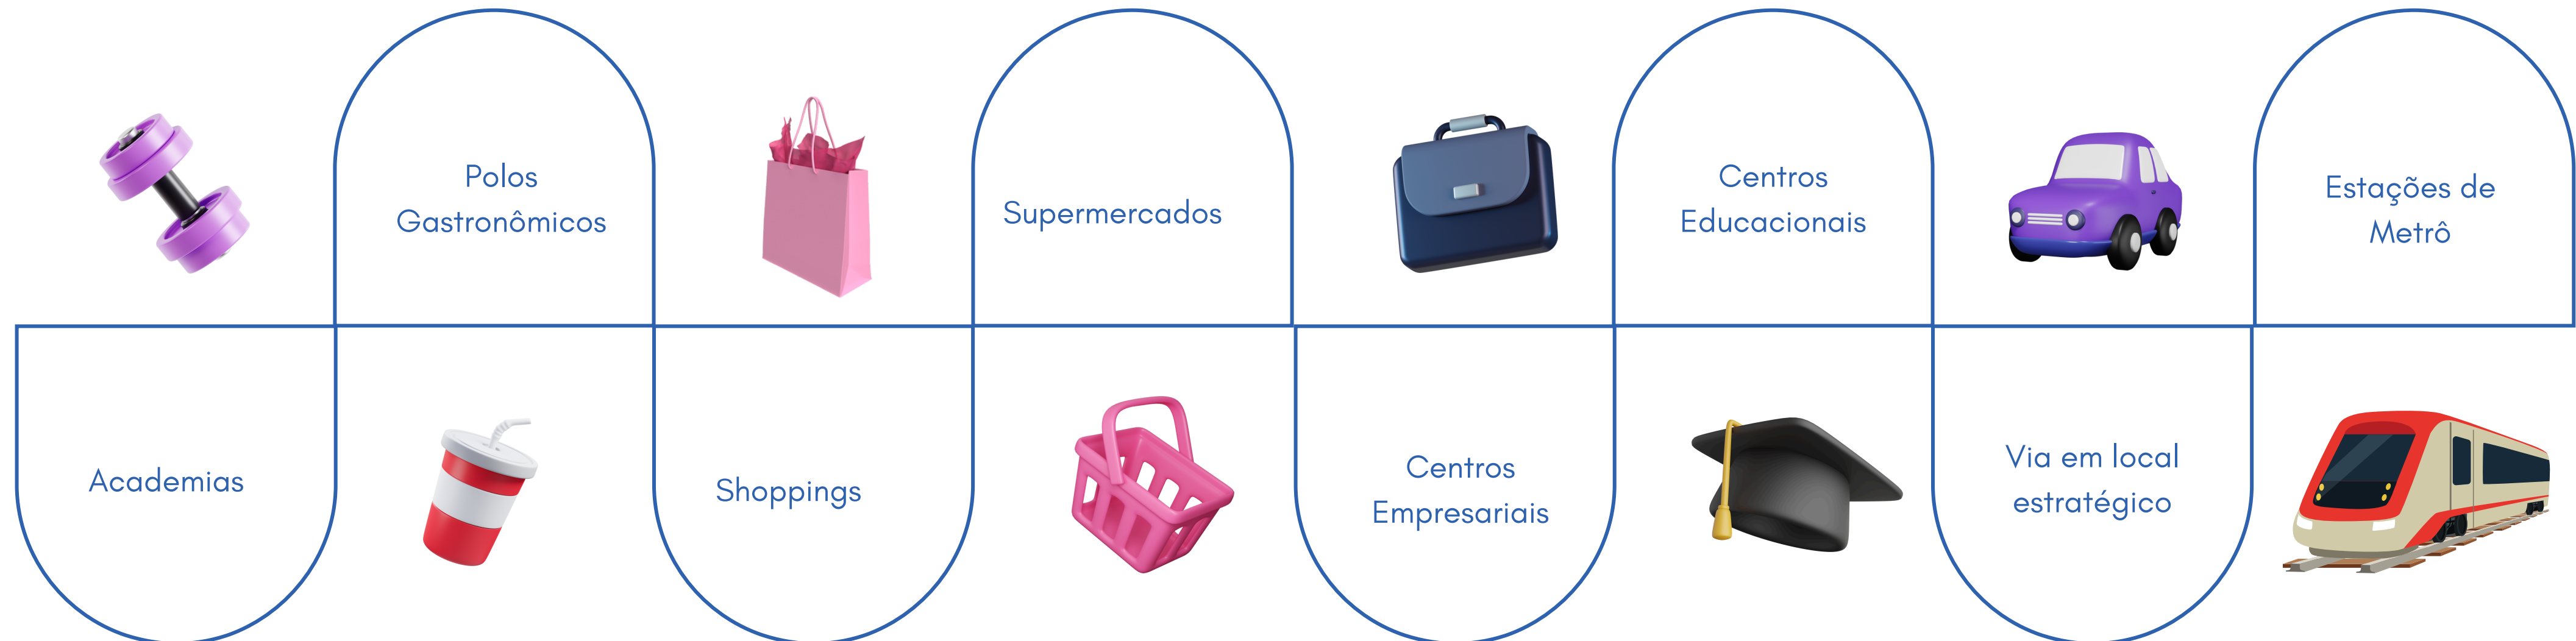 Academias
Polos
Gastronômicos
Shoppings
Supermercados
Centros
Empresariais
Centros
Educacionais
Via em local
estratégico
Estações de
Metrô